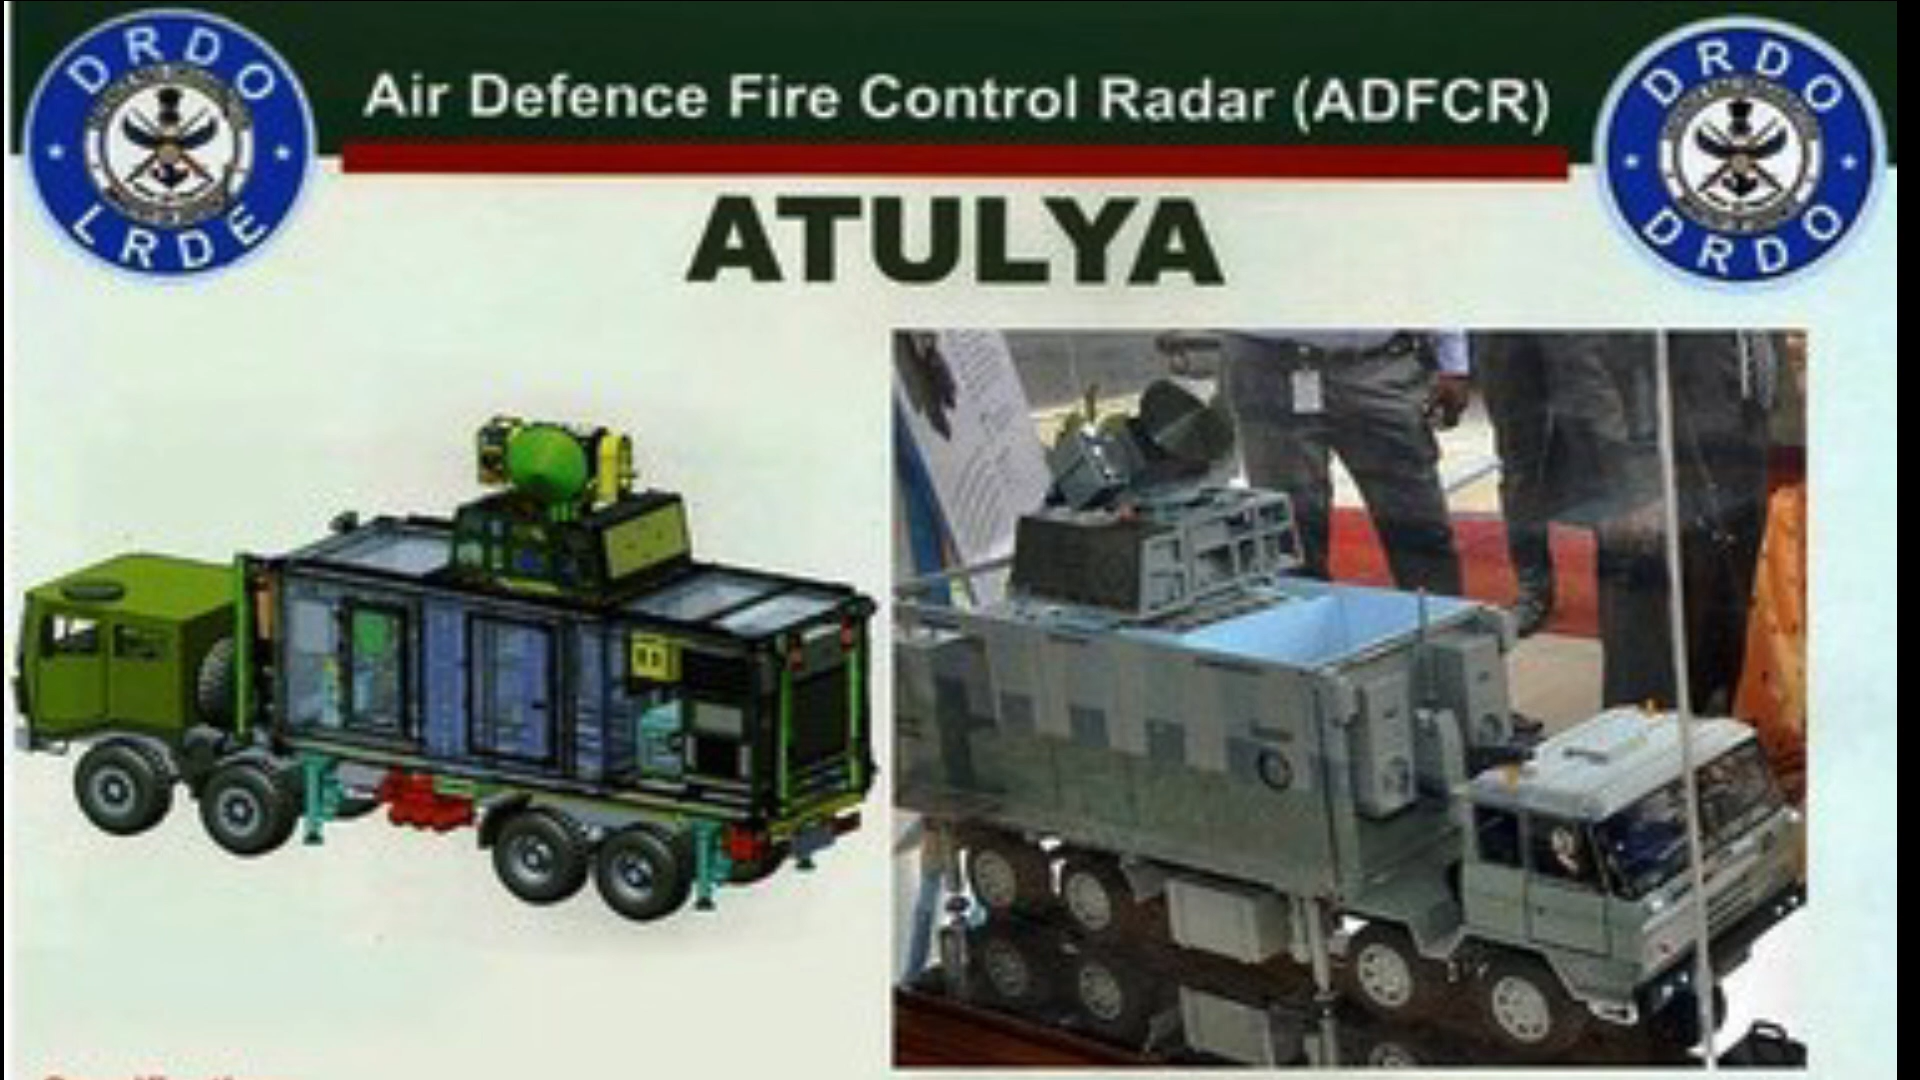 DRDO
LRDE
Air Defence Fire Control Radar (ADFCR)
DRDO
DRDO
ATULYA